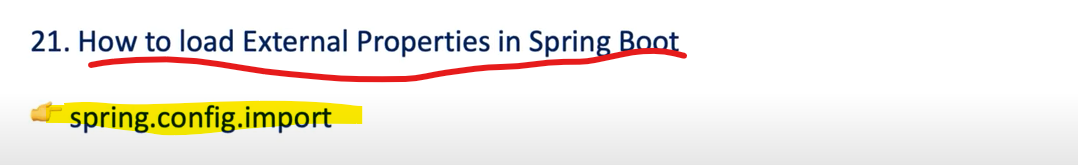 21. How to load External Properties in Spring Boot
👉 spring.config.import